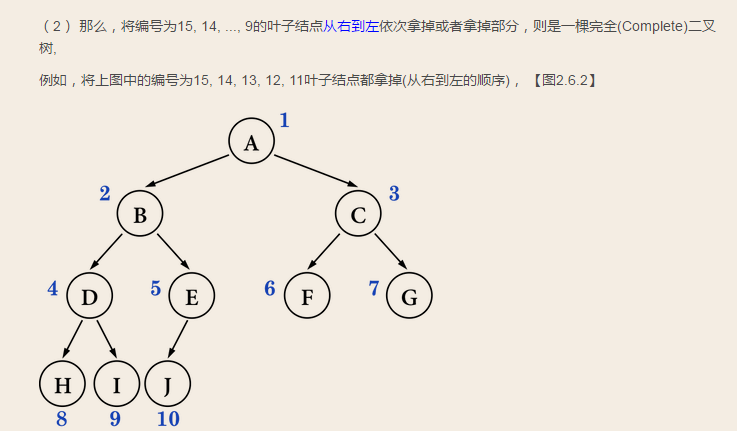 （2）那么，将编号为15, 14, ..., 9的叶子结点从右到左依次拿掉或者拿掉部分，则是一棵完全(Complete)二叉
树,
例如，将上图中的编号为15, 14, 13, 12, 11叶子结点都拿掉(从右到左的顺序)，【图2.6.2】
A 1
2 B C 3
4 D 5 E 6 F 7 G
H I J
8 9 10